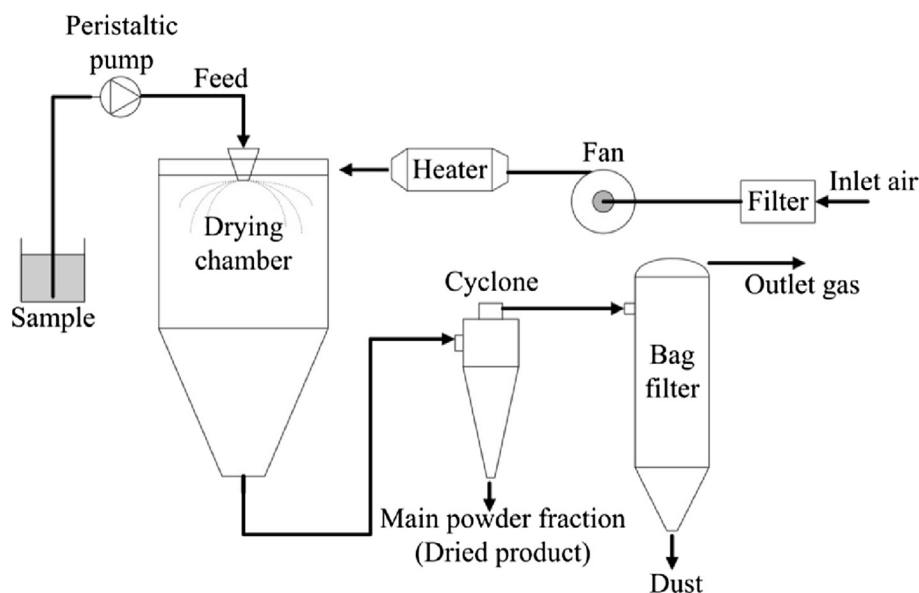 Peristaltic
pump
Feed
Heater
Fan
Filter
Inlet air
Drying
chamber
Sample
Cyclone
Outlet gas
Bag
filter
Main powder fraction
(Dried product)
Dust